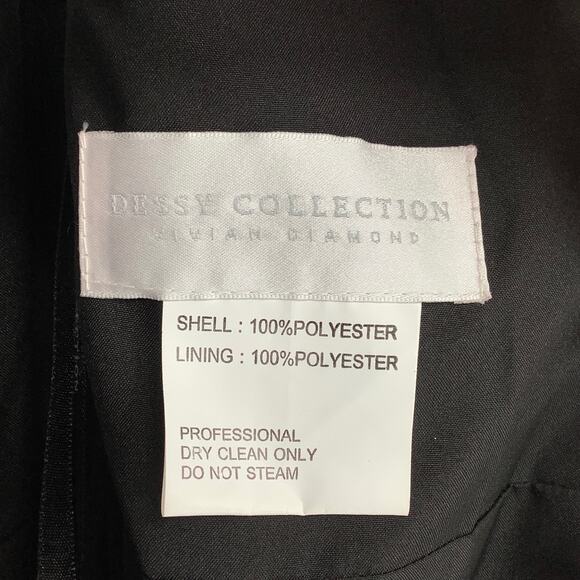 DESSY COLLECTION
VIVIAN DIAMOND
SHELL : 100%POLYESTER
LINING : 100%POLYESTER
PROFESSIONAL
DRY CLEAN ONLY
DO NOT STEAM